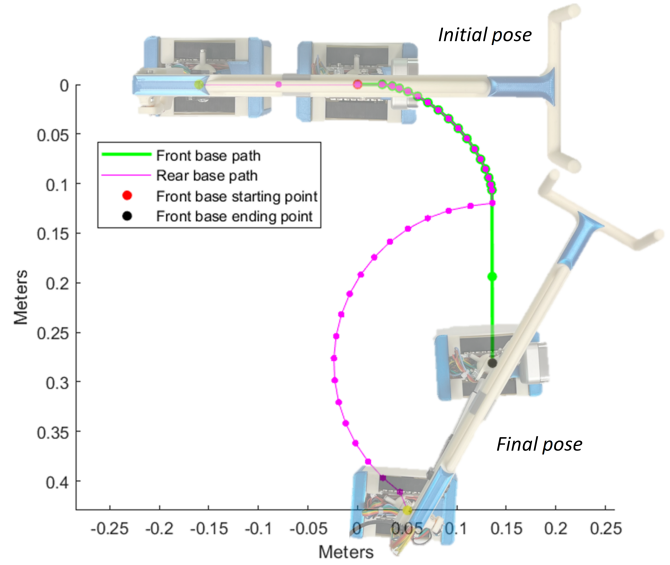 Initial pose
0
0.05
0.1
0.15
0.2
0.25
0.3
0.35
0.4
Meters
Front base path
Rear base path
Front base starting point
Front base ending point
Final pose
-0.25 -0.2 -0.15 -0.1 -0.05 0 0.05 0.1 0.15 0.2 0.25
Meters